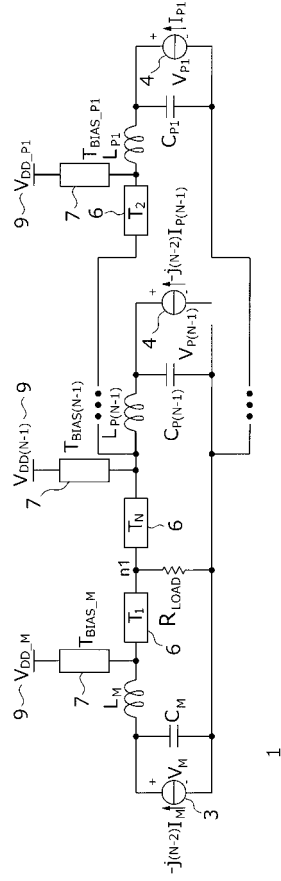 9 V_DD_M
7
T_BIAS_M
L_M
-j(N-2)I_M
+
V_M
-
3
C_M
T_1
6
n1
R_LOAD
T_N
6
V_DD(N-1) 9
7
T_BIAS(N-1)
L_P(N-1)
C_P(N-1)
+
4
-
V_P(N-1)
-j(N-2)I_P(N-1)
T_2
6
9 V_DD_P1
7
T_BIAS_P1
L_P1
C_P1
+
4
-
V_P1
I_P1
1